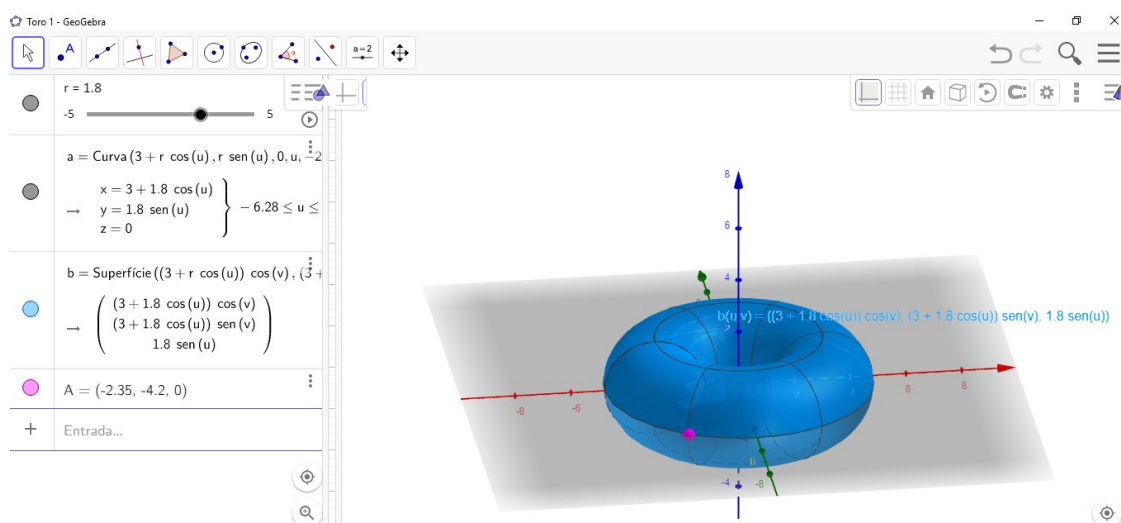 Toro 1 - GeoGebra
A
a=2
r = 1.8
-5
5
a = Curva (3 + r cos (u) , r sen (u) , 0, u, −2
→ x = 3 + 1.8 cos (u)
y = 1.8 sen (u)
z = 0
− 6.28 ≤ u ≤
b = Superfície ((3 + r cos (u)) cos (v) , (3 +
→ (3 + 1.8 cos (u)) cos (v)
(3 + 1.8 cos (u)) sen (v)
1.8 sen (u)
A = (-2.35, -4.2, 0)
+ Entrada...
8
6
4
2
b(u,v) = ((3 + 1.8 cos(u)) cos(v), (3 + 1.8 cos(u)) sen(v), 1.8 sen(u))
-8
-6
6
8
-4
-8